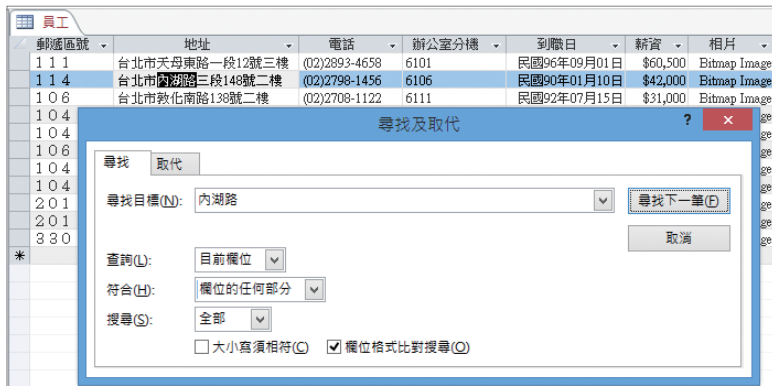 員工
郵遞區號 地址 電話 辦公室分機 到職日 薪資 相片
111 台北市天母東路一段12號三樓 (02)2893-4658 6101 民國96年09月01日 $60,500 Bitmap Image
114 台北市內湖路三段148號二樓 (02)2798-1456 6106 民國90年01月10日 $42,000 Bitmap Image
106 台北市敦化南路138號二樓 (02)2708-1122 6111 民國92年07月15日 $31,000 Bitmap Image
104
104
106
104
104
201
201
330
尋找及取代
? ×
尋找 取代
尋找目標(N): 內湖路 尋找下一筆(F)
取消
查詢(L): 目前欄位
符合(H): 欄位的任何部分
搜尋(S): 全部
大小寫須相符(C) 欄位格式比對搜尋(O)